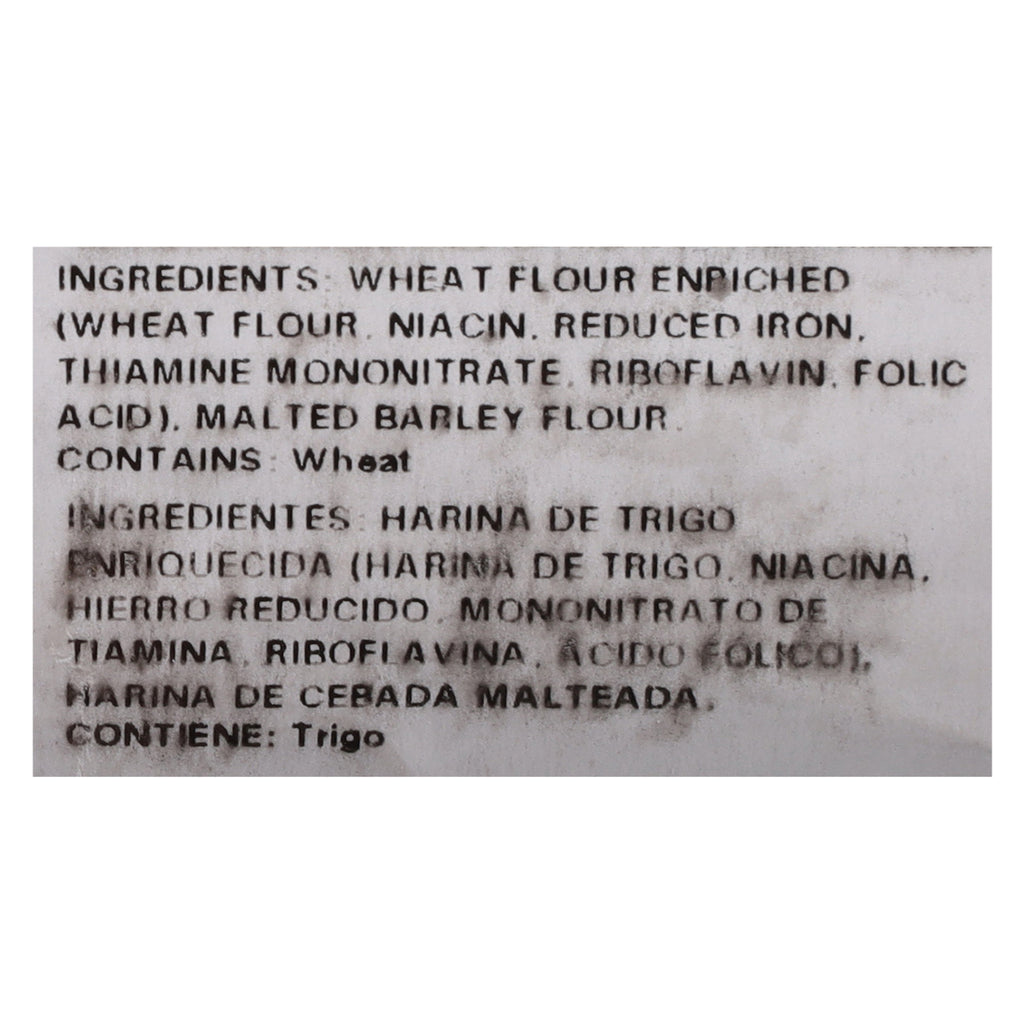 INGREDIENTS: WHEAT FLOUR ENRICHED
(WHEAT FLOUR, NIACIN, REDUCED IRON,
THIAMINE MONONITRATE, RIBOFLAVIN, FOLIC
ACID), MALTED BARLEY FLOUR.
CONTAINS: Wheat
INGREDIENTES: HARINA DE TRIGO
ENRIQUECIDA (HARINA DE TRIGO, NIACINA,
HIERRO REDUCIDO, MONONITRATO DE
TIAMINA, RIBOFLAVINA, ÁCIDO FÓLICO),
HARINA DE CEBADA MALTEADA.
CONTIENE: Trigo